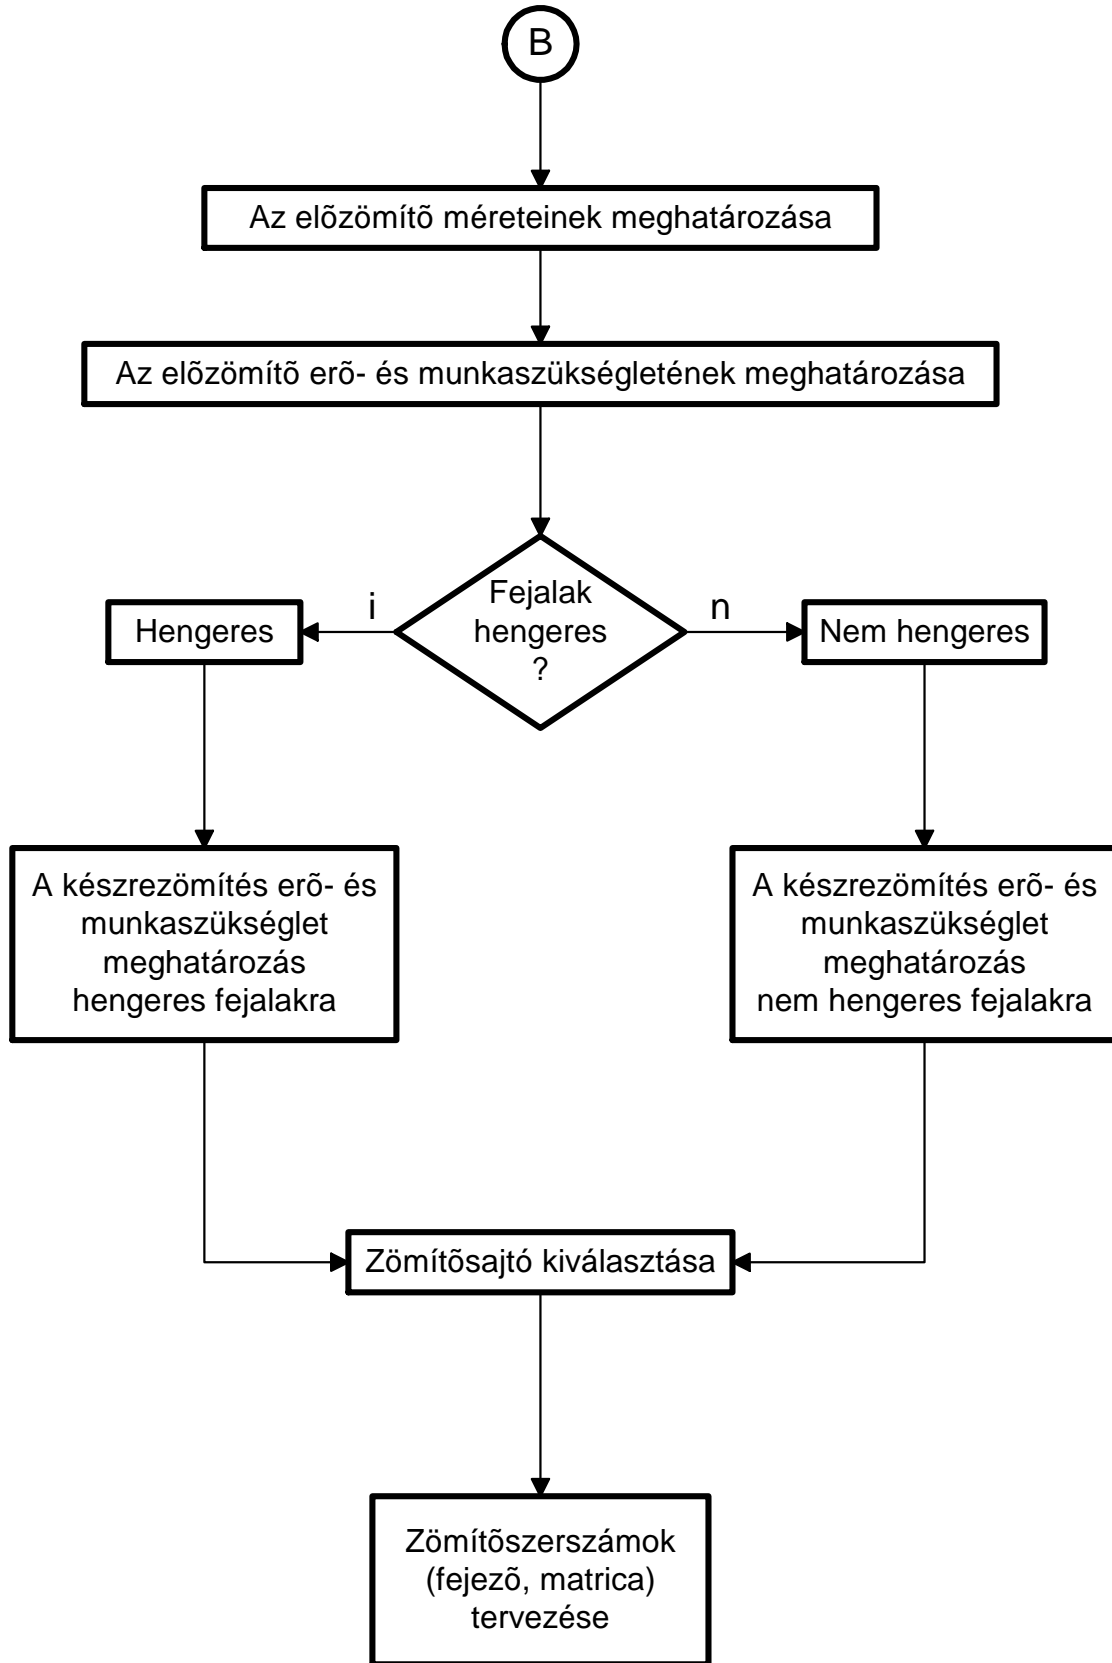 B
Az elõzömítõ méreteinek meghatározása
Az elõzömítõ erõ- és munkaszükségletének meghatározása
Fejalak
hengeres
?
i
n
Hengeres
Nem hengeres
A készrezömítés erõ- és
munkaszükséglet
meghatározás
hengeres fejalakra
A készrezömítés erõ- és
munkaszükséglet
meghatározás
nem hengeres fejalakra
Zömítõsajtó kiválasztása
Zömítõszerszámok
(fejezõ, matrica)
tervezése